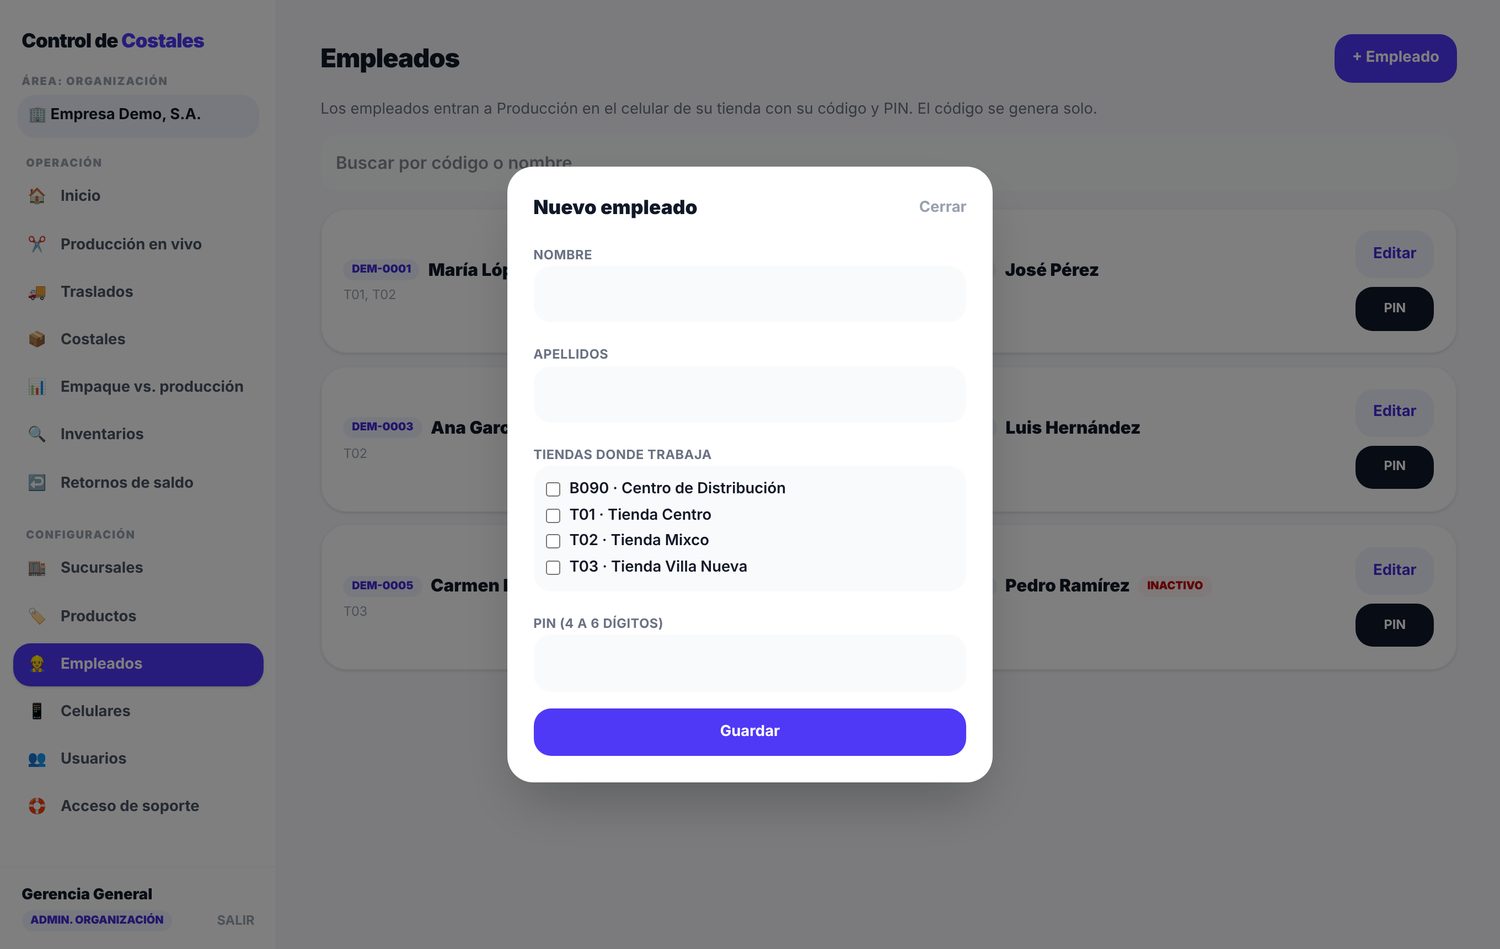 Control de Costales
ÁREA: ORGANIZACIÓN
Empresa Demo, S.A.
OPERACIÓN
Inicio
Producción en vivo
Traslados
Costales
Empaque vs. producción
Inventarios
Retornos de saldo
CONFIGURACIÓN
Sucursales
Productos
Empleados
Celulares
Usuarios
Acceso de soporte
Gerencia General
ADMIN. ORGANIZACIÓN
SALIR
Empleados
+ Empleado
Los empleados entran a Producción en el celular de su tienda con su código y PIN. El código se genera solo.
Buscar por código o nombre
DEM-0001 María
T01, T02
José Pérez
Editar
PIN
DEM-0003 Ana
T02
Luis Hernández
Editar
PIN
DEM-0005 Carmen
T03
Pedro Ramírez INACTIVO
Editar
PIN
Nuevo empleado
Cerrar
NOMBRE
APELLIDOS
TIENDAS DONDE TRABAJA
B090 · Centro de Distribución
T01 · Tienda Centro
T02 · Tienda Mixco
T03 · Tienda Villa Nueva
PIN (4 A 6 DÍGITOS)
Guardar